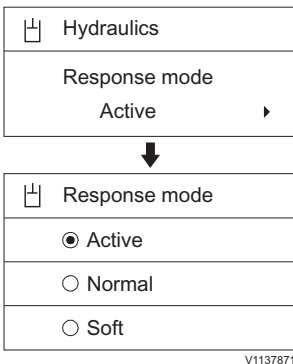 Hydraulics
Response mode
Active
Response mode
Active
Normal
Soft
V1137871